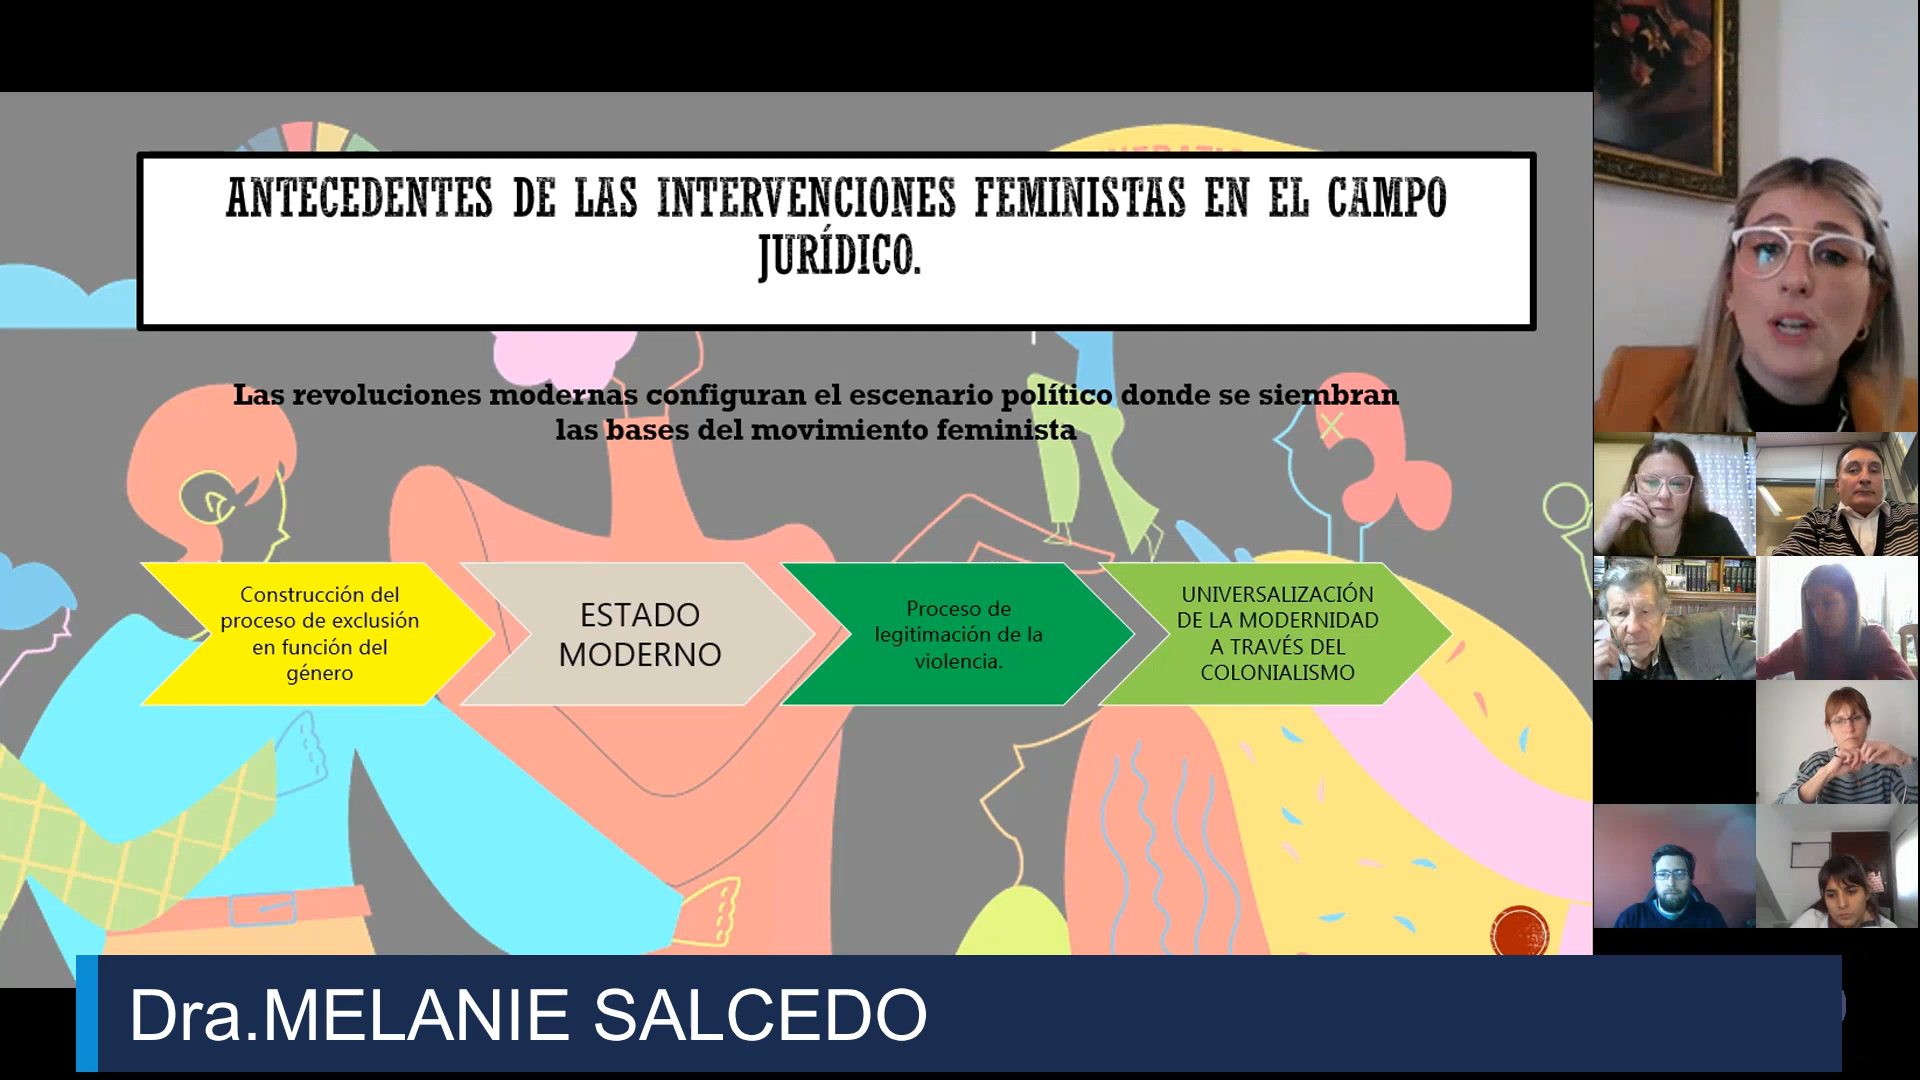 ANTECEDENTES DE LAS INTERVENCIONES FEMINISTAS EN EL CAMPO
JURÍDICO.
Las revoluciones modernas configuran el escenario político donde se siembran
las bases del movimiento feminista
Construcción del
proceso de exclusión
en función del
género
ESTADO
MODERNO
Proceso de
legitimación de la
violencia.
UNIVERSALIZACIÓN
DE LA MODERNIDAD
A TRAVÉS DEL
COLONIALISMO
Dra.MELANIE SALCEDO